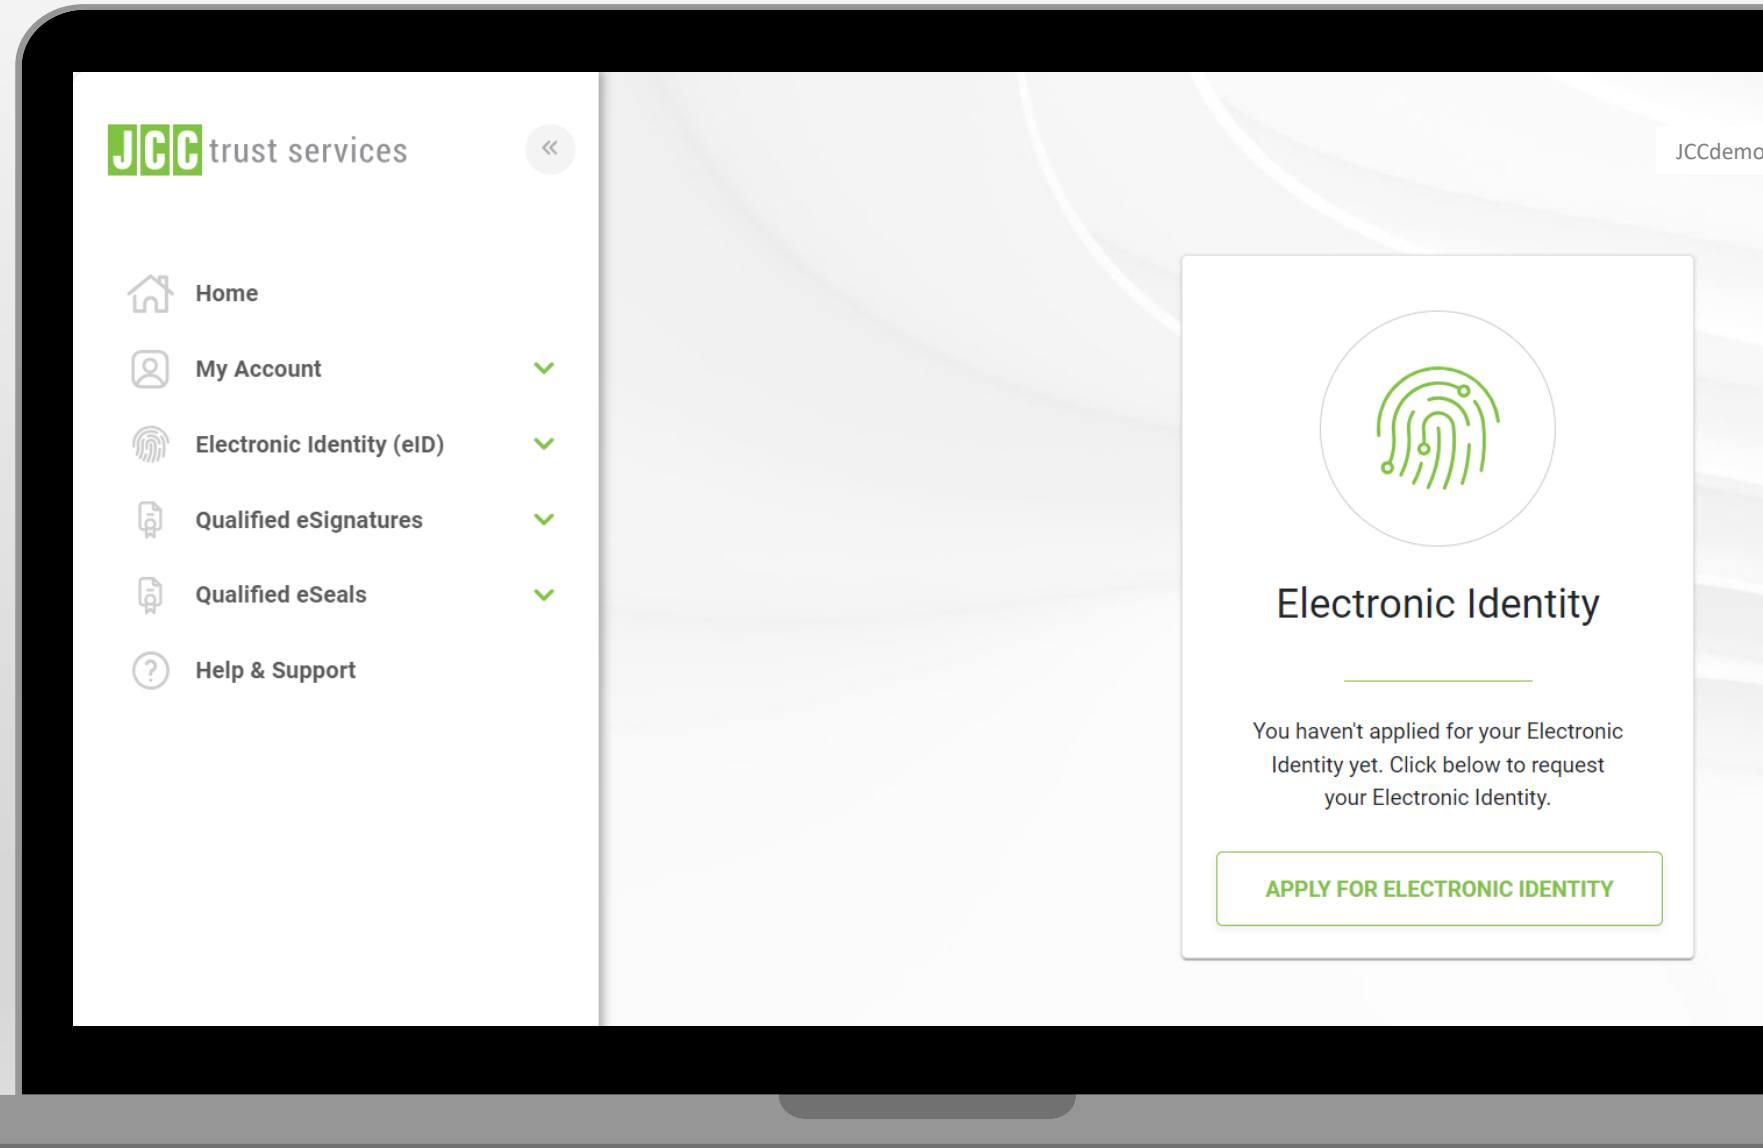 JCC trust services
«
JCCdemo
Home
My Account
Electronic Identity (eID)
Qualified eSignatures
Qualified eSeals
? Help & Support
Electronic Identity
You haven't applied for your Electronic
Identity yet. Click below to request
your Electronic Identity.
APPLY FOR ELECTRONIC IDENTITY